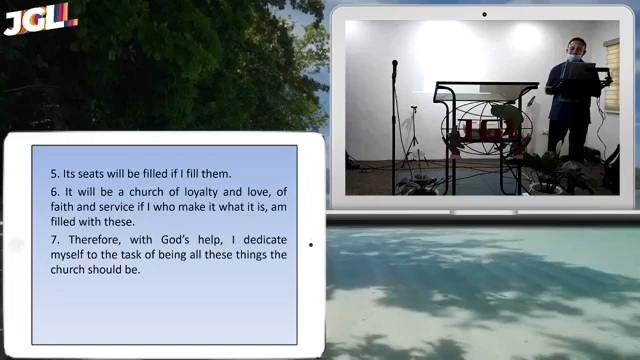 JGL
5. Its seats will be filled if I fill them.
6. It will be a church of loyalty and love, of
faith and service if I who make it what it is, am
filled with these.
7. Therefore, with God's help, I dedicate
myself to the task of being all these things the
church should be.
JGL